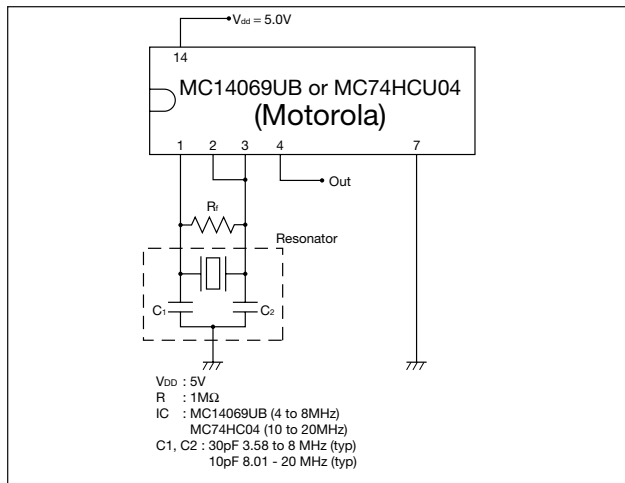 Vdd = 5.0V
14
MC14069UB or MC74HCU04
(Motorola)
1 2 3 4 7
Out
Rf
Resonator
C1 C2
VDD : 5V
R : 1MΩ
IC : MC14069UB (4 to 8MHz)
MC74HC04 (10 to 20MHz)
C1, C2 : 30pF 3.58 to 8 MHz (typ)
10pF 8.01 - 20 MHz (typ)